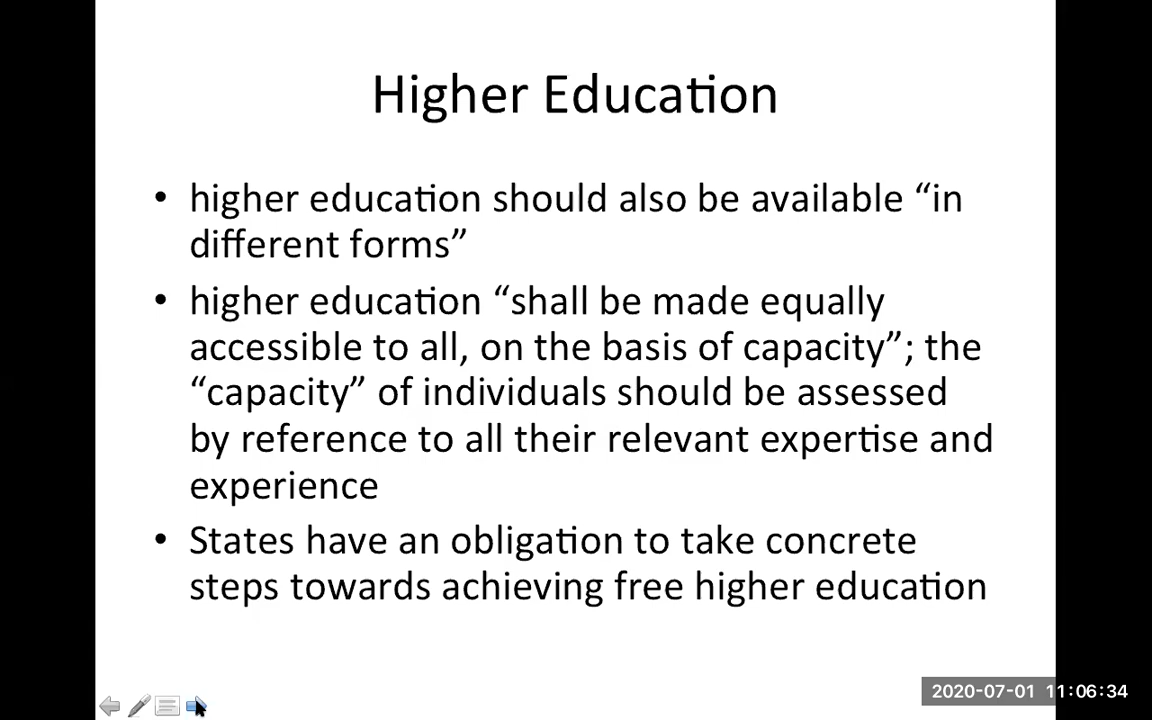 Higher Education
• higher education should also be available “in
different forms”
• higher education “shall be made equally
accessible to all, on the basis of capacity”; the
“capacity” of individuals should be assessed
by reference to all their relevant expertise and
experience
• States have an obligation to take concrete
steps towards achieving free higher education
2020-07-01 11:06:34